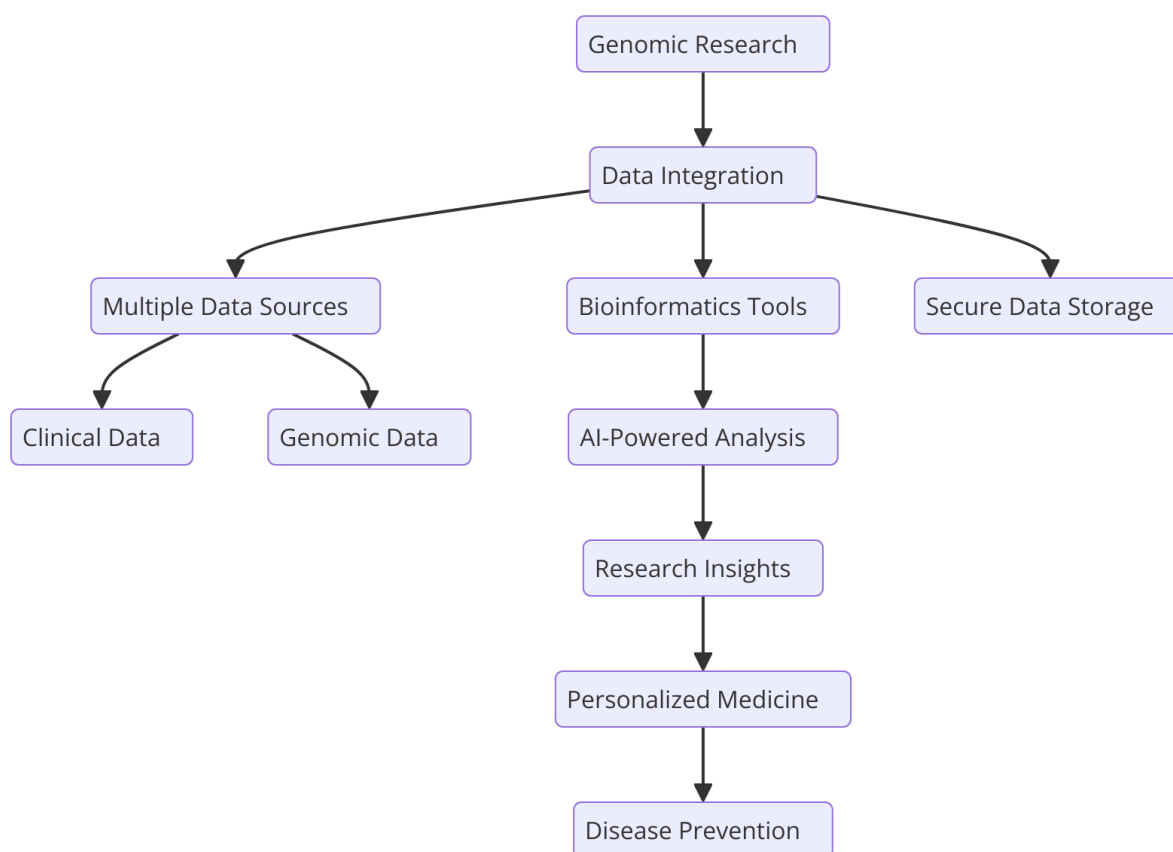 Genomic Research
Data Integration
Multiple Data Sources
Bioinformatics Tools
Secure Data Storage
Clinical Data
Genomic Data
AI-Powered Analysis
Research Insights
Personalized Medicine
Disease Prevention